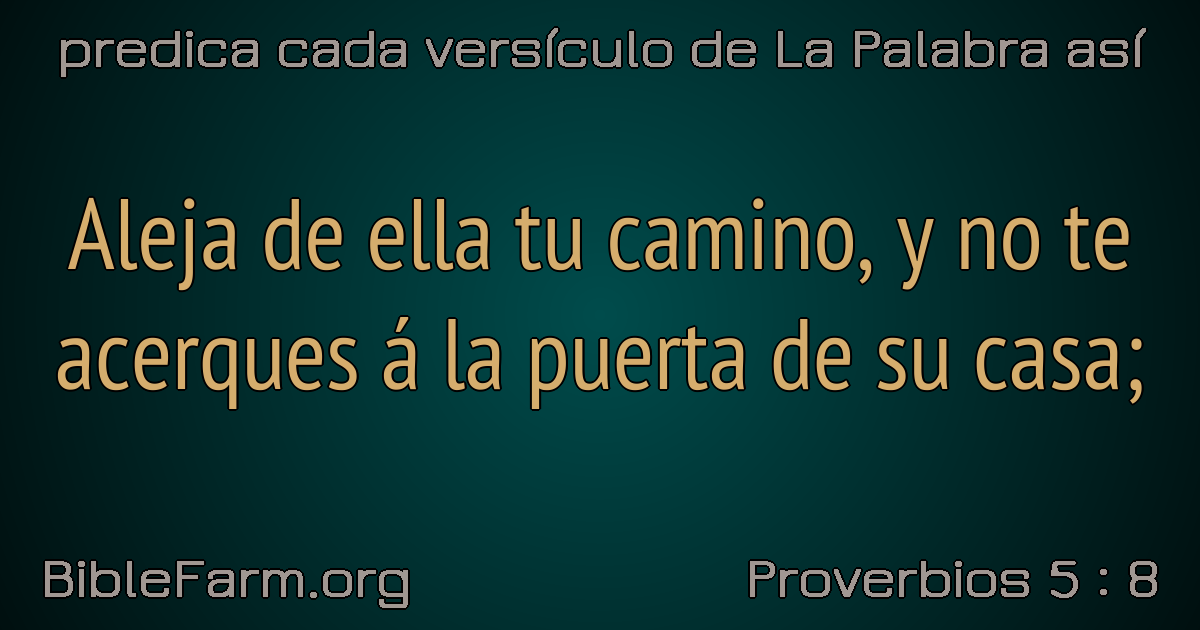 predica cada versículo de La Palabra así
Aleja de ella tu camino, y no te
acerques á la puerta de su casa;
BibleFarm.org
Proverbios 5 : 8